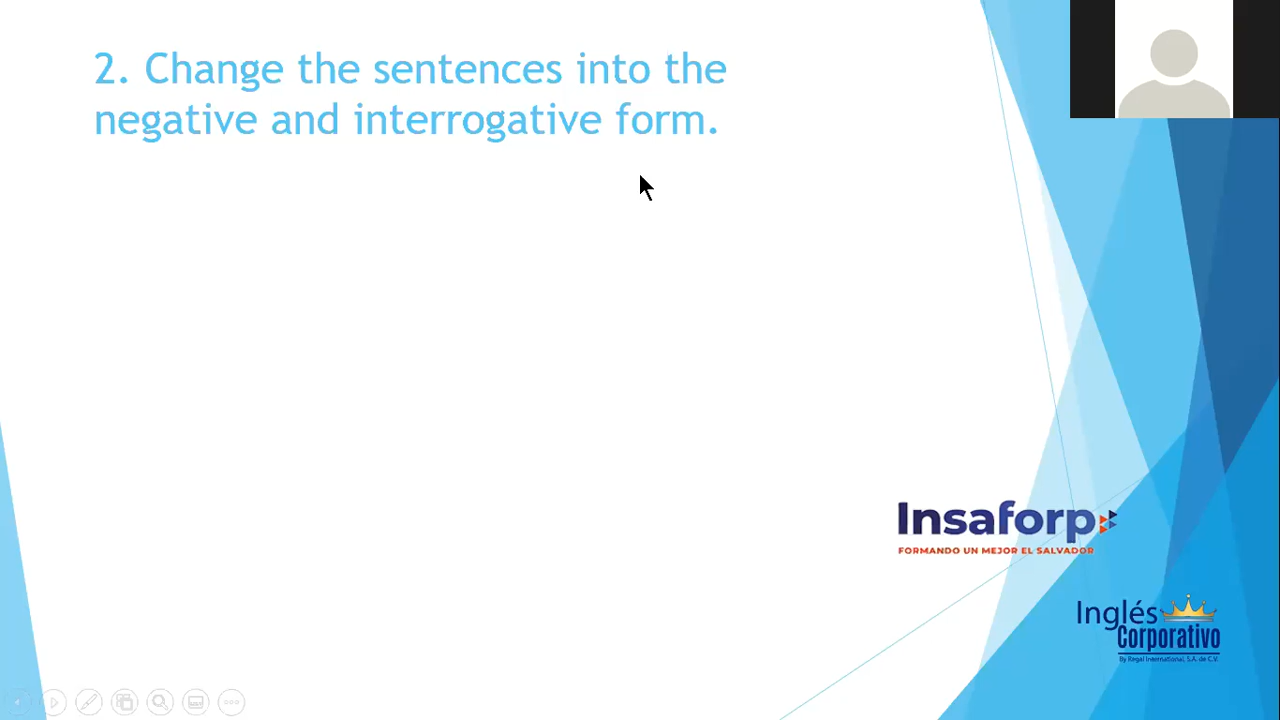 2. Change the sentences into the
negative and interrogative form.
Insaforp
FORMANDO UN MEJOR EL SALVADOR
Inglés
Corporativo
By Regal International, S.A. de C.V.